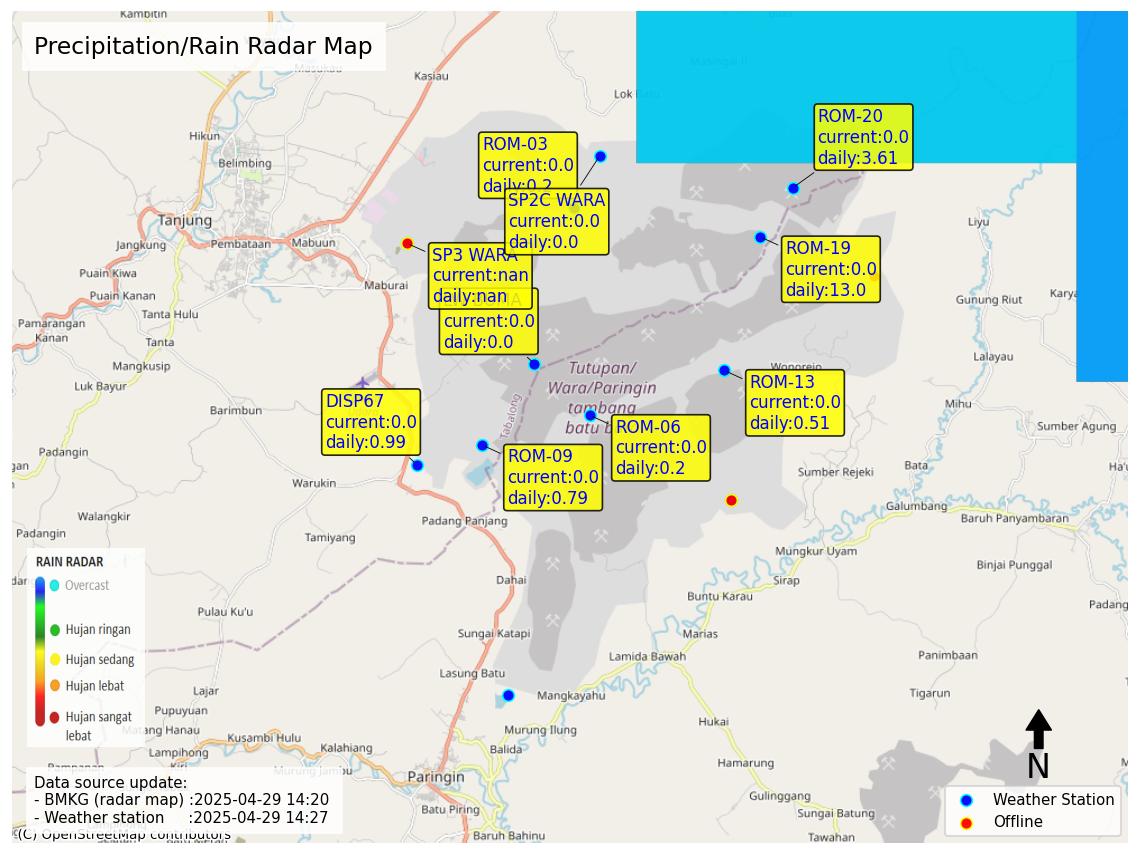 Kambitin
Precipitation/Rain Radar Map
Masukau
Kasiau
Masingai II
Lok Batu
Hikun
Belimbing
ROM-03
current:0.0
daily:0.2
ROM-20
current:0.0
daily:3.61
SP2C WARA
current:0.0
daily:0.0
Tanjung
Jangkung
Pembataan
Mabuun
Liyu
SP3 WARA
current:nan
daily:nan
ROM-19
current:0.0
daily:13.0
Puain Kiwa
Puain Kanan
Maburai
Gunung Riut
Karya
Tanta Hulu
current:0.0
daily:0.0
Pamarangan
Kanan
Tanta
Mangkusip
Luk Bayur
Lalayau
Wonorejo
Tutupan/
Wara/Paringin
tambang
batu b
Tabalong
ROM-13
current:0.0
daily:0.51
DISP67
current:0.0
daily:0.99
Barimbun
Mihu
Sumber Agung
ROM-06
current:0.0
daily:0.2
ROM-09
current:0.0
daily:0.79
Padangin
Bata
Sumber Rejeki
Warukin
Galumbang
Baruh Panyambaran
Walangkir
Padang Panjang
Padangin
Tamiyang
Mungkur Uyam
Binjai Punggal
RAIN RADAR
Overcast
Hujan ringan
Hujan sedang
Hujan lebat
Hujan sangat
lebat
Dahai
Sirap
Buntu Karau
Padang
Pulau Ku'u
Sungai Katapi
Marias
Lamida Bawah
Panimbaan
Lasung Batu
Lajar
Mangkayahu
Tigarun
Pupuyuan
Matang Hanau
Hukai
Murung Ilung
Kusambi Hulu
Lampihong
Kiri
Kalahiang
Balida
Hamarung
N
Pampanan
Murung Jambu
Paringin
Data source update:
- BMKG (radar map) :2025-04-29 14:20
- Weather station :2025-04-29 14:27
(C) OpenStreetMap contributors
Batu Piring
Baruh Bahinu
Gulinggang
Sungai Batung
Tawahan
Weather Station
Offline